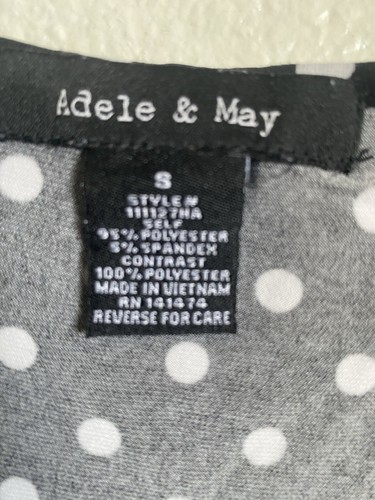 Adele & May
S
STYLE#
111127HA
SELF
95% POLYESTER
5% SPANDEX
CONTRAST
100% POLYESTER
MADE IN VIETNAM
RN 141474
REVERSE FOR CARE